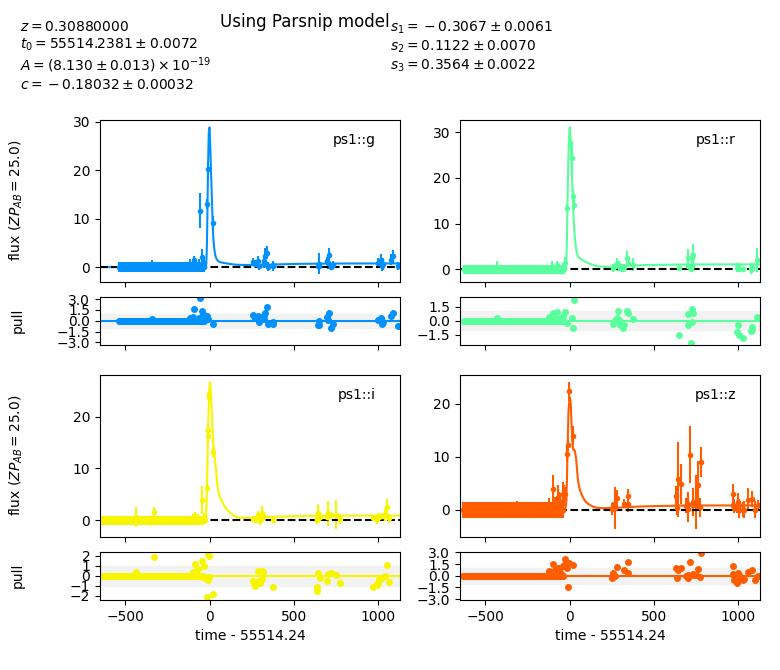 Using Parsnip model
z = 0.30880000
t₀ = 55514.2381 ± 0.0072
A = (8.130 ± 0.013) × 10⁻¹⁹
c = −0.18032 ± 0.00032
s₁ = −0.3067 ± 0.0061
s₂ = 0.1122 ± 0.0070
s₃ = 0.3564 ± 0.0022
flux (ZP_AB = 25.0)
30
20
10
0
ps1::g
30
20
10
0
ps1::r
pull
3.0
1.5
0.0
−1.5
−3.0
1.5
0.0
−1.5
flux (ZP_AB = 25.0)
20
10
0
ps1::i
20
10
0
ps1::z
pull
2
1
0
−1
−2
−500
0
500
1000
time - 55514.24
3.0
1.5
0.0
−1.5
−3.0
−500
0
500
1000
time - 55514.24